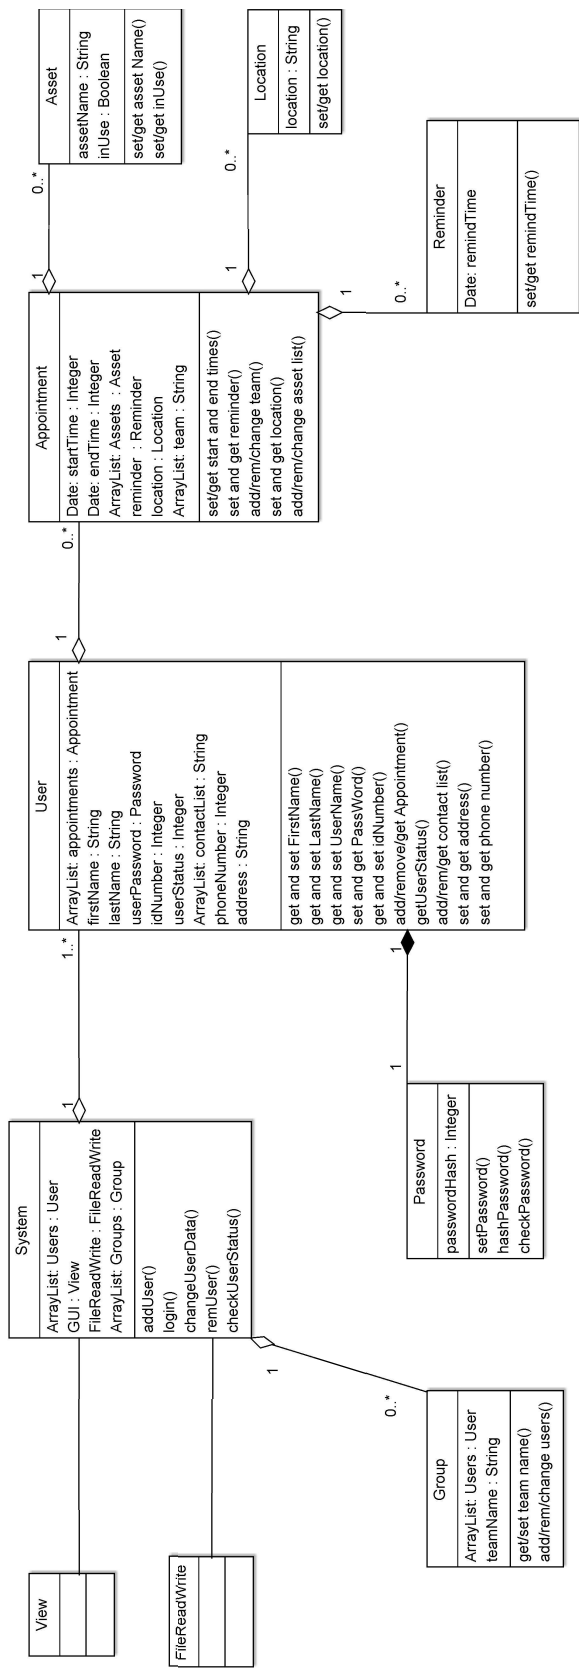 View
FileReadWrite
System
ArrayList: Users : User
GUI : View
FileReadWrite : FileReadWrite
ArrayList: Groups : Group
addUser()
login()
changeUserData()
remUser()
checkUserStatus()
1
1..*
1
0..*
Group
ArrayList: Users : User
teamName : String
get/set team name()
add/rem/change users()
Password
passwordHash : Integer
setPassword()
hashPassword()
checkPassword()
1
1
User
ArrayList: appointments : Appointment
firstName : String
lastName : String
userPassword : Password
idNumber : Integer
userStatus : Integer
ArrayList: contactList : String
phoneNumber : Integer
address : String
get and set FirstName()
get and set LastName()
get and set UserName()
set and get PassWord()
get and set idNumber()
add/remove/get Appointment()
getUserStatus()
add/rem/get contact list()
set and get address()
set and get phone number()
1
0..*
Appointment
Date: startTime : Integer
Date: endTime : Integer
ArrayList: Assets : Asset
reminder : Reminder
location : Location
ArrayList: team : String
set/get start and end times()
set and get reminder()
add/rem/change team()
set and get location()
add/rem/change asset list()
1
0..*
1
0..*
1
0..*
Asset
assetName : String
inUse : Boolean
set/get asset Name()
set/get inUse()
Location
location : String
set/get location()
Reminder
Date: remindTime
set/get remindTime()